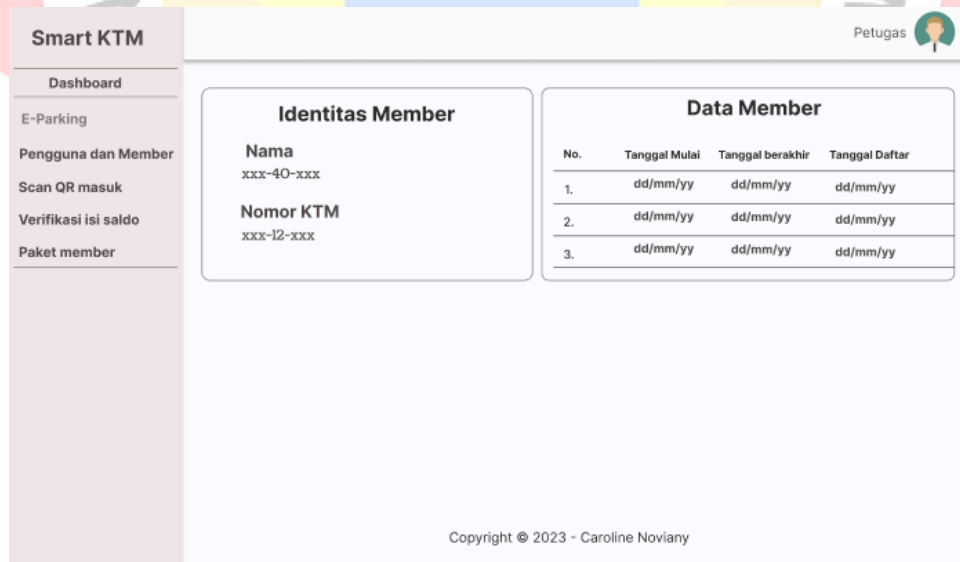 Smart KTM
Petugas
Dashboard
E-Parking
Pengguna dan Member
Scan QR masuk
Verifikasi isi saldo
Paket member
Identitas Member
Nama
xxx-40-xxx
Nomor KTM
xxx-12-xxx
Data Member
No. Tanggal Mulai Tanggal berakhir Tanggal Daftar
1. dd/mm/yy dd/mm/yy dd/mm/yy
2. dd/mm/yy dd/mm/yy dd/mm/yy
3. dd/mm/yy dd/mm/yy dd/mm/yy
Copyright © 2023 - Caroline Noviany